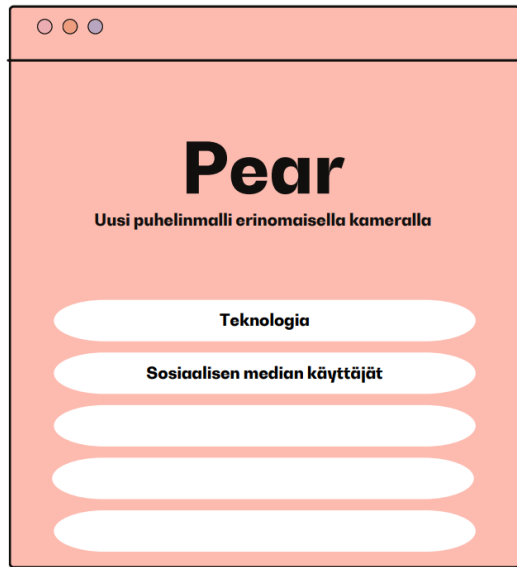 Pear
Uusi puhelinmalli erinomaisella kameralla
Teknologia
Sosiaalisen median käyttäjät